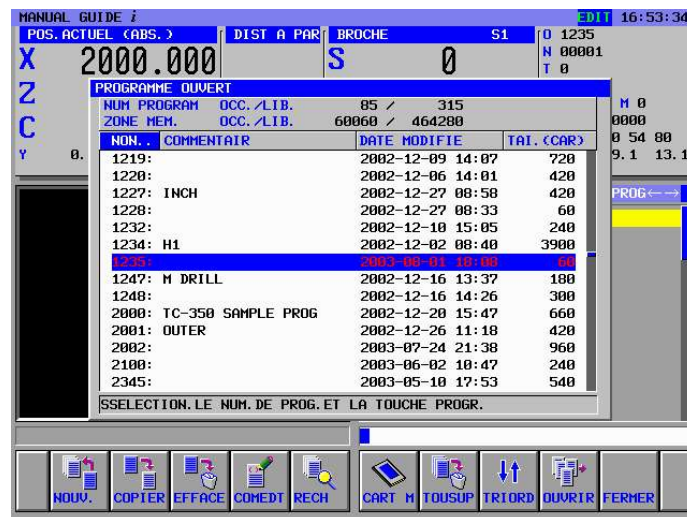 MANUAL GUIDE i EDIT 16:53:34
POS.ACTUEL (ABS.) DIST A PAR BROCHE S1 O 1235
X 2000.000 S 0 N 00001
T 0
Z PROGRAMME OUVERT
NUM PROGRAM OCC./LIB. 85 / 315 M 0
ZONE MEM. OCC./LIB. 60060 / 464280 0000
C NON.. COMMENTAIR DATE MODIFIE TAI.(CAR) 0 54 80
Y 0. 9.1 13.1
1219: 2002-12-09 14:07 720
1220: 2002-12-06 14:01 420
1227: INCH 2002-12-27 08:58 420
PROG←→
1228: 2002-12-27 08:33 60
1232: 2002-12-10 15:05 240
1234: H1 2002-12-02 08:40 3900
1235: 2003-08-01 18:08 60
1247: M DRILL 2002-12-16 13:37 180
1248: 2002-12-16 14:26 300
2000: TC-350 SAMPLE PROG 2002-12-20 15:47 660
2001: OUTER 2002-12-26 11:18 420
2002: 2003-07-24 21:38 960
2100: 2003-06-02 10:47 240
2345: 2003-05-10 17:53 540
SSELECTION.LE NUM.DE PROG.ET LA TOUCHE PROGR.
NOUV. COPIER EFFACE COMEDT RECH CART M TOUSUP TRIORD OUVRIR FERMER